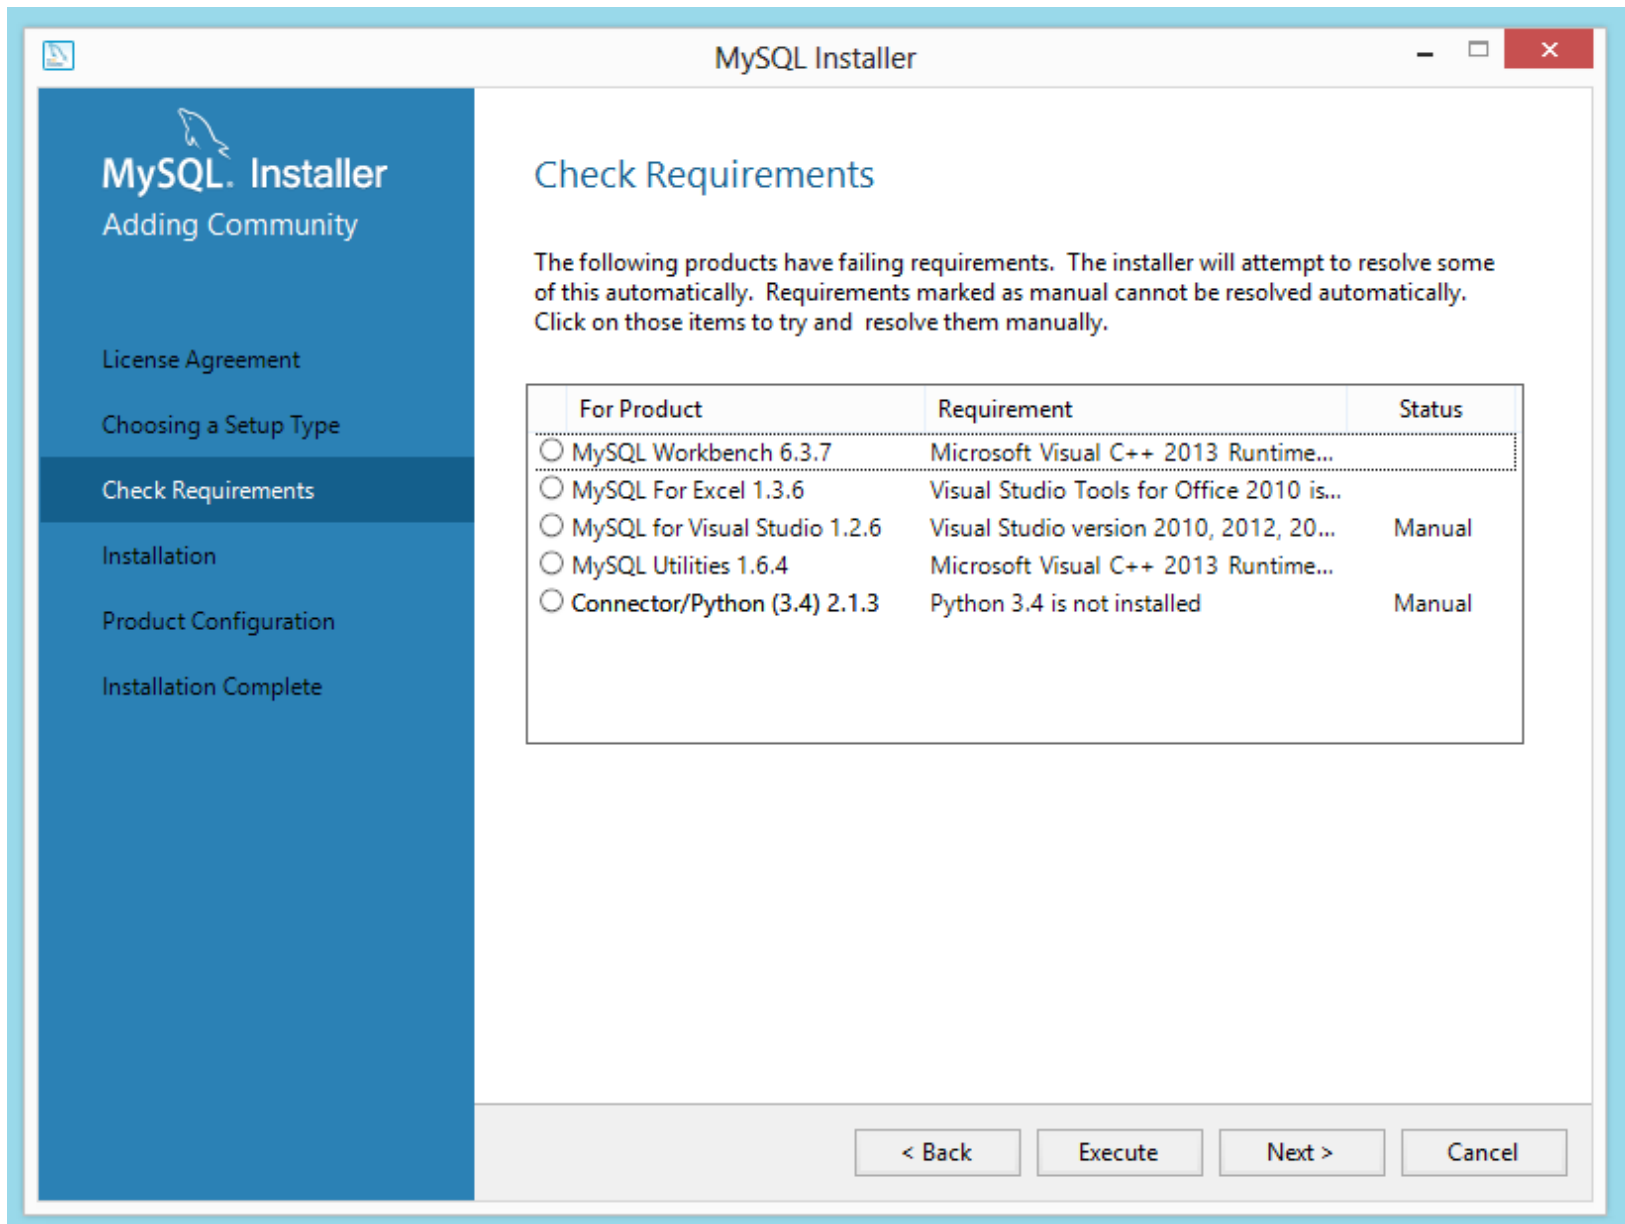 MySQL Installer
MySQL. Installer
Adding Community
License Agreement
Choosing a Setup Type
Check Requirements
Installation
Product Configuration
Installation Complete
Check Requirements
The following products have failing requirements.  The installer will attempt to resolve some
of this automatically.  Requirements marked as manual cannot be resolved automatically.
Click on those items to try and  resolve them manually.
For Product Requirement Status
MySQL Workbench 6.3.7 Microsoft Visual C++ 2013 Runtime...
MySQL For Excel 1.3.6 Visual Studio Tools for Office 2010 is...
MySQL for Visual Studio 1.2.6 Visual Studio version 2010, 2012, 20... Manual
MySQL Utilities 1.6.4 Microsoft Visual C++ 2013 Runtime...
Connector/Python (3.4) 2.1.3 Python 3.4 is not installed Manual
< Back Execute Next > Cancel